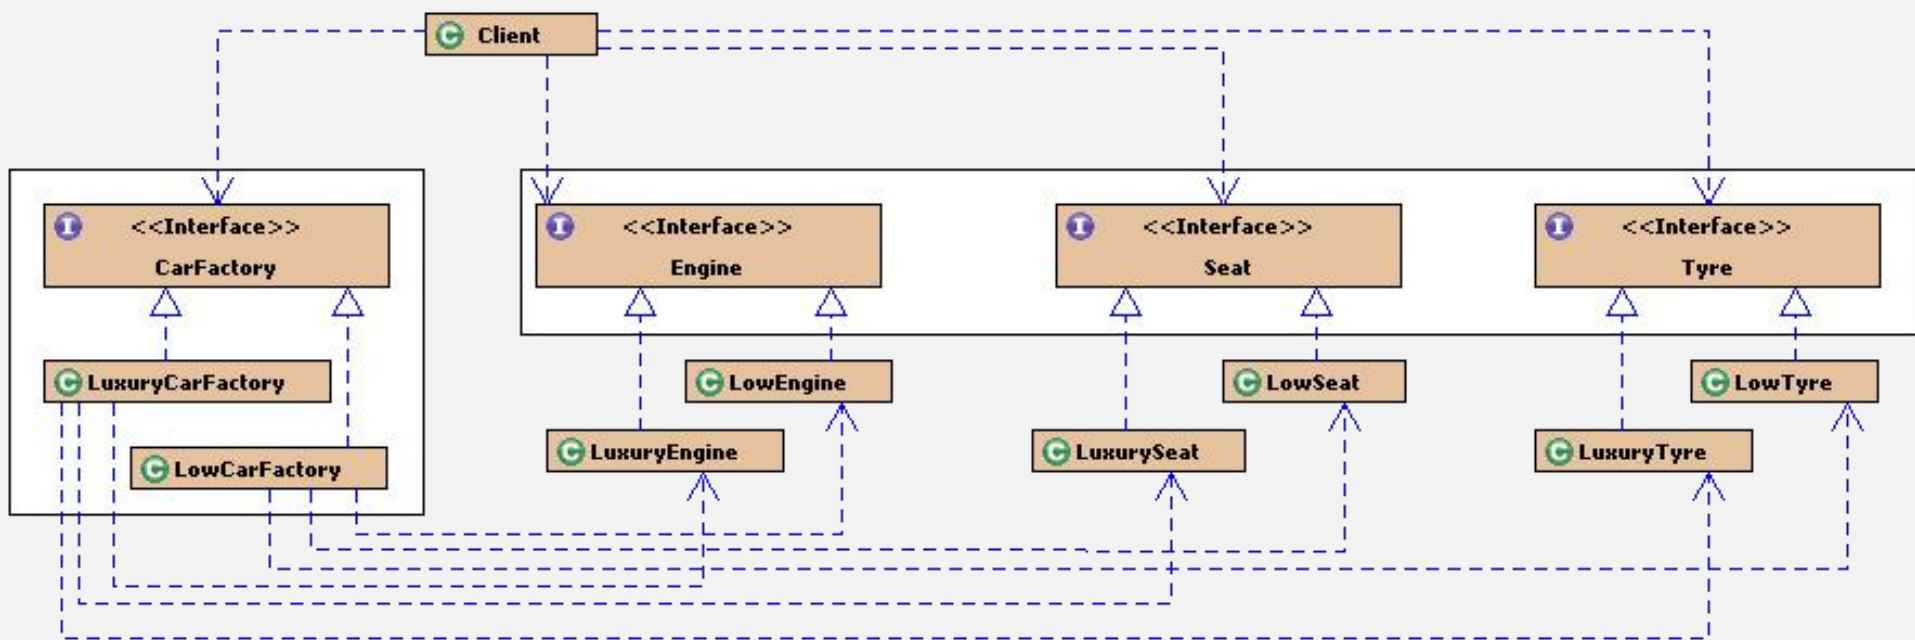 C Client
I <<Interface>>
CarFactory
I <<Interface>>
Engine
I <<Interface>>
Seat
I <<Interface>>
Tyre
C LuxuryCarFactory
C LowEngine
C LowSeat
C LowTyre
C LowCarFactory
C LuxuryEngine
C LuxurySeat
C LuxuryTyre